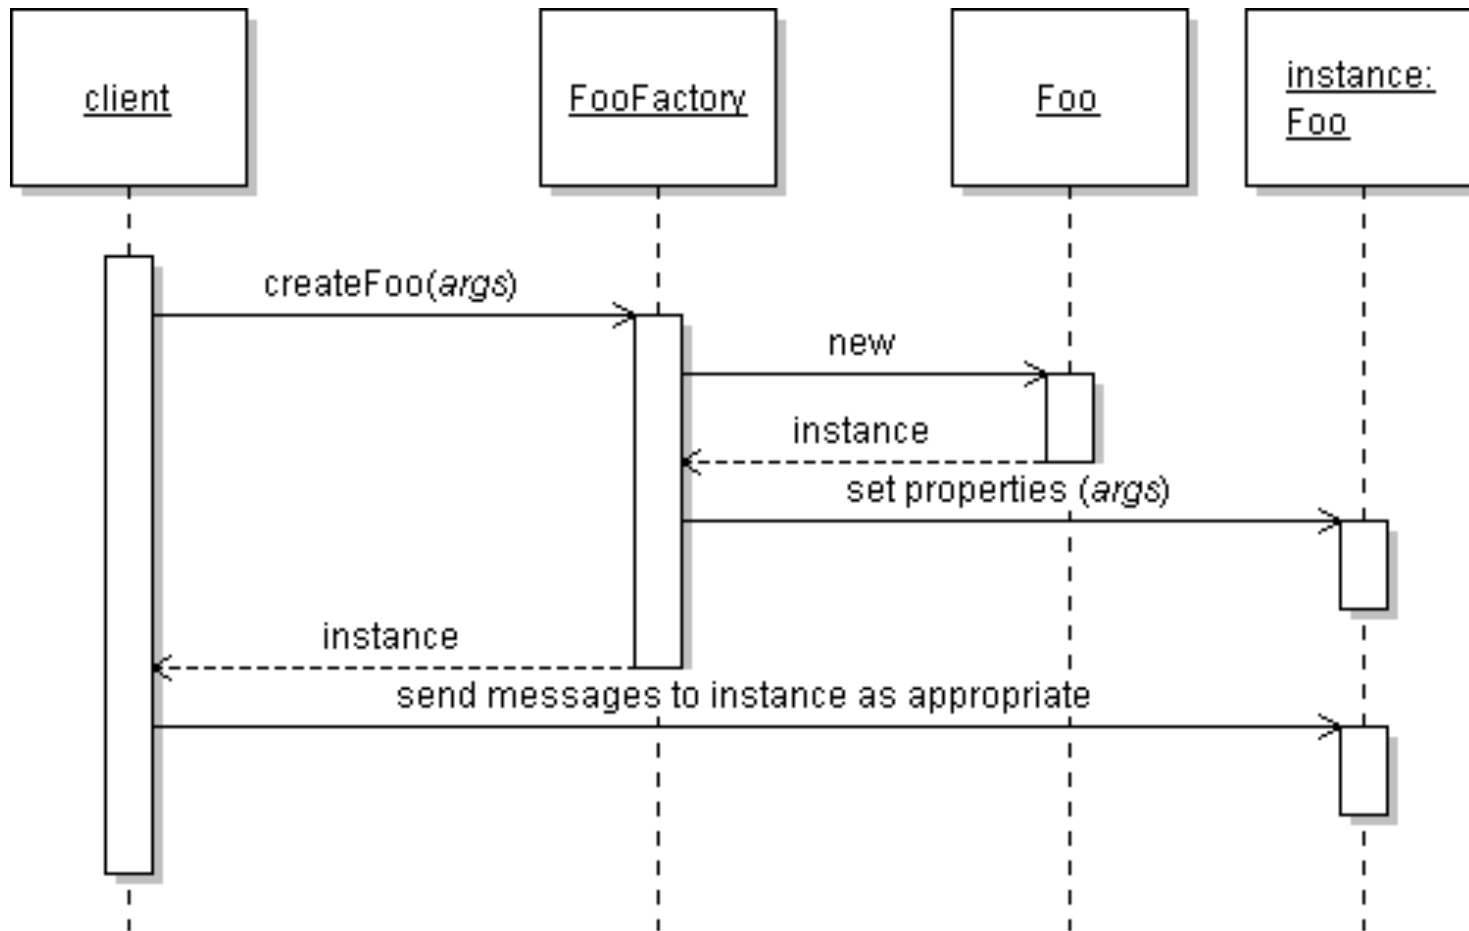 client
FooFactory
Foo
instance:
Foo
createFoo(args)
new
instance
set properties (args)
instance
send messages to instance as appropriate